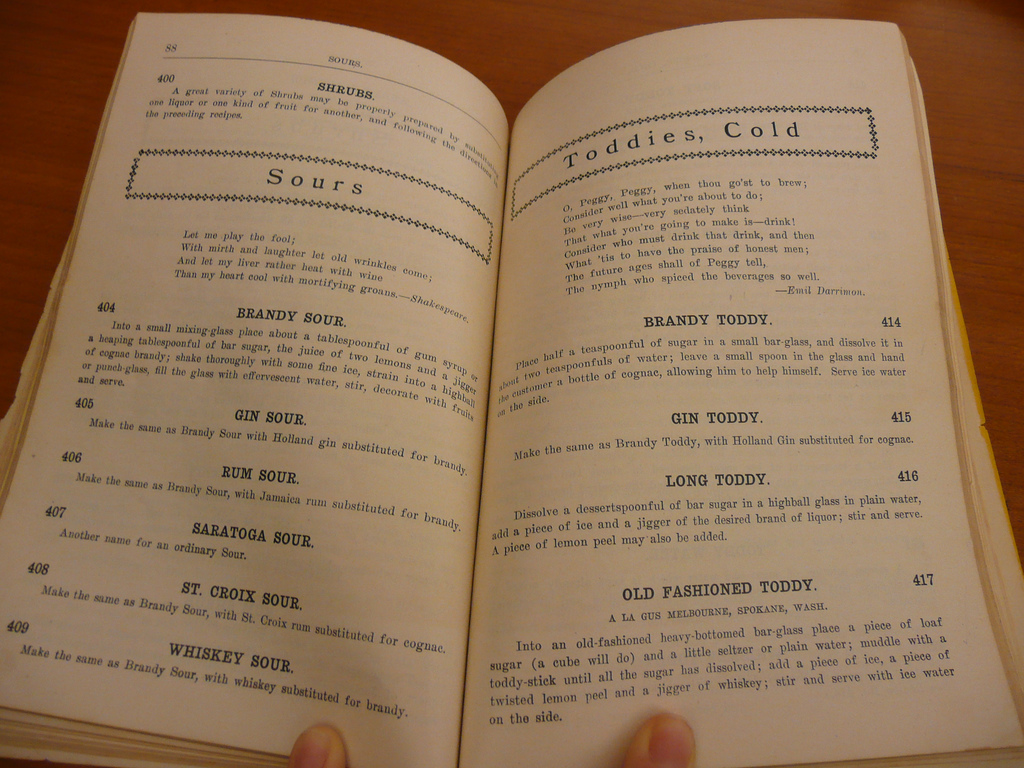 88
SOURS.
400
SHRUBS.
A great variety of Shrubs may be properly prepared by substituting
one liquor or one kind of fruit for another, and following the directions in
the preceding recipes.
Sours
Let me play the fool;
With mirth and laughter let old wrinkles come;
And let my liver rather heat with wine
Than my heart cool with mortifying groans.—Shakespeare.
404
BRANDY SOUR.
Into a small mixing-glass place about a tablespoonful of gum syrup or
a heaping tablespoonful of bar sugar, the juice of two lemons and a jigger
of cognac brandy; shake thoroughly with some fine ice, strain into a highball
or punch-glass, fill the glass with effervescent water, stir, decorate with fruits
and serve.
405
GIN SOUR.
Make the same as Brandy Sour with Holland gin substituted for brandy.
406
RUM SOUR.
Make the same as Brandy Sour, with Jamaica rum substituted for brandy.
407
SARATOGA SOUR.
Another name for an ordinary Sour.
408
ST. CROIX SOUR.
Make the same as Brandy Sour, with St. Croix rum substituted for cognac.
409
WHISKEY SOUR.
Make the same as Brandy Sour, with whiskey substituted for brandy.
Toddies, Cold
O, Peggy, Peggy, when thou go'st to brew;
Consider well what you're about to do;
Be very wise—very sedately think
That what you're going to make is—drink!
Consider who must drink that drink, and then
What 'tis to have the praise of honest men;
The future ages shall of Peggy tell,
The nymph who spiced the beverages so well.
—Emil Darrimon.
BRANDY TODDY. 414
Place half a teaspoonful of sugar in a small bar-glass, and dissolve it in
about two teaspoonfuls of water; leave a small spoon in the glass and hand
the customer a bottle of cognac, allowing him to help himself. Serve ice water
on the side.
GIN TODDY. 415
Make the same as Brandy Toddy, with Holland Gin substituted for cognac.
LONG TODDY. 416
Dissolve a dessertspoonful of bar sugar in a highball glass in plain water,
add a piece of ice and a jigger of the desired brand of liquor; stir and serve.
A piece of lemon peel may also be added.
OLD FASHIONED TODDY. 417
A LA GUS MELBOURNE, SPOKANE, WASH.
Into an old-fashioned heavy-bottomed bar-glass place a piece of loaf
sugar (a cube will do) and a little seltzer or plain water; muddle with a
toddy-stick until all the sugar has dissolved; add a piece of ice, a piece of
twisted lemon peel and a jigger of whiskey; stir and serve with ice water
on the side.